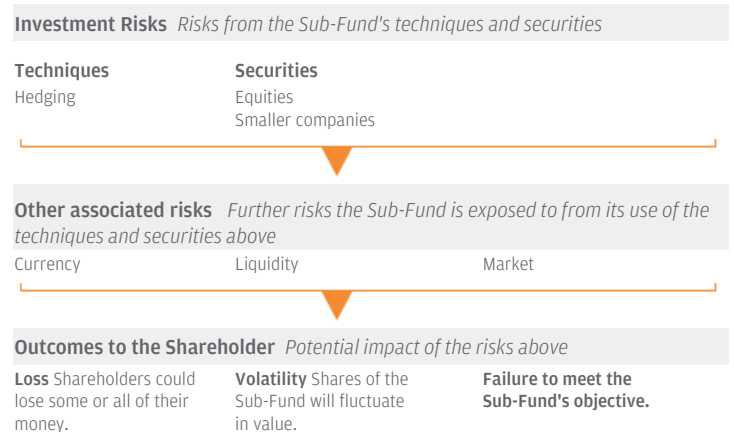 Investment Risks Risks from the Sub-Fund's techniques and securities
Techniques
Hedging
Securities
Equities
Smaller companies
Other associated risks Further risks the Sub-Fund is exposed to from its use of the
techniques and securities above
Currency
Liquidity
Market
Outcomes to the Shareholder Potential impact of the risks above
Loss Shareholders could
lose some or all of their
money.
Volatility Shares of the
Sub-Fund will fluctuate
in value.
Failure to meet the
Sub-Fund's objective.